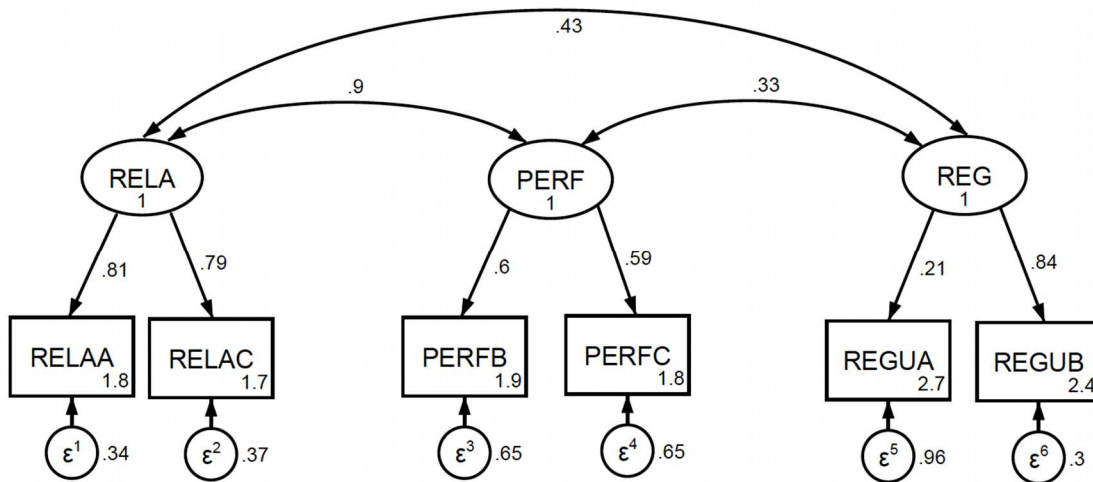 .43
.9
.33
RELA
1
PERF
1
REG
1
.81
.79
.6
.59
.21
.84
RELAA
1.8
RELAC
1.7
PERFB
1.9
PERFC
1.8
REGUA
2.7
REGUB
2.4
ε1 .34
ε2 .37
ε3 .65
ε4 .65
ε5 .96
ε6 .3